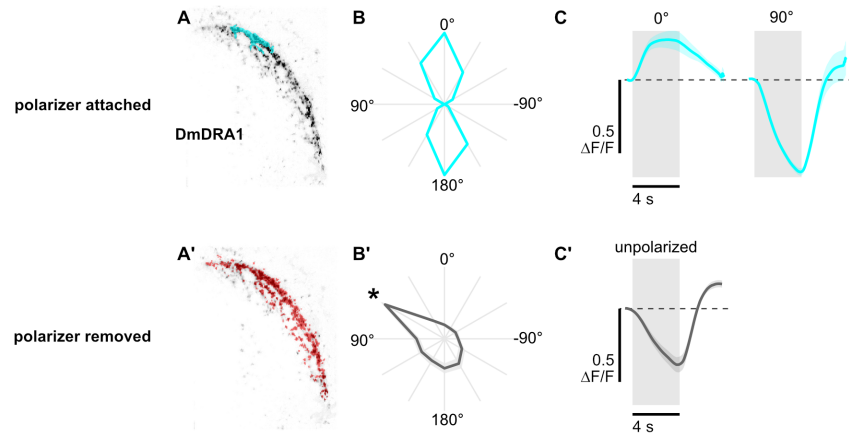 A
B
C
0°
0°
90°
polarizer attached
DmDRA1
90°
-90°
180°
0.5
ΔF/F
4 s
A'
B'
C'
0°
unpolarized
*
polarizer removed
90°
-90°
180°
0.5
ΔF/F
4 s